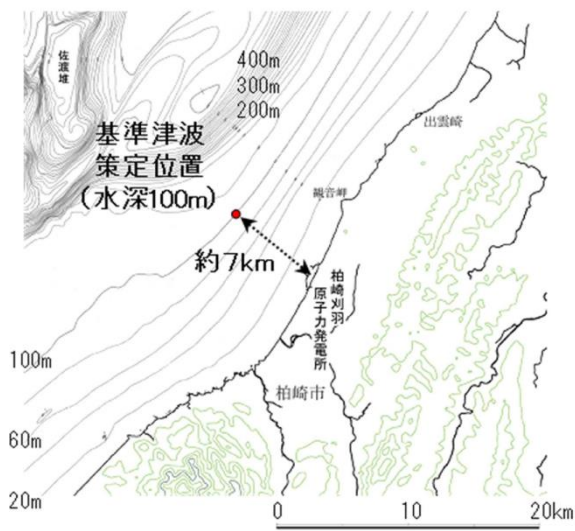 佐渡堆
400m
300m
200m
基準津波
策定位置
(水深100m)
出雲崎
観音岬
約7km
柏崎刈羽
原子力発電所
柏崎市
100m
60m
20m
0 10 20km